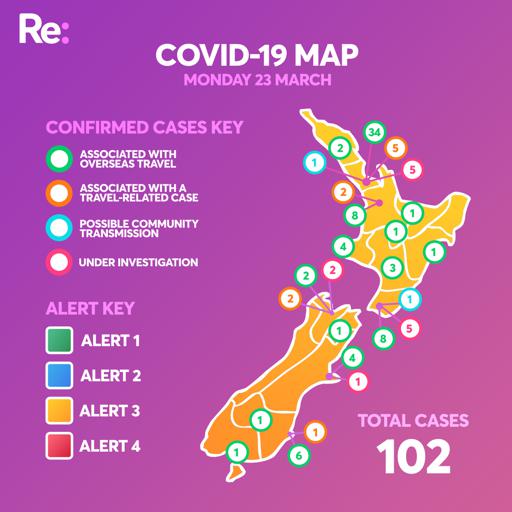 Re:
COVID-19 MAP
MONDAY 23 MARCH
CONFIRMED CASES KEY
ASSOCIATED WITH
OVERSEAS TRAVEL
ASSOCIATED WITH A
TRAVEL-RELATED CASE
POSSIBLE COMMUNITY
TRANSMISSION
UNDER INVESTIGATION
ALERT KEY
ALERT 1
ALERT 2
ALERT 3
ALERT 4
34
2
5
1
5
2
8
1
1
4
1
3
2
2
2
1
1
5
8
4
1
1
1
1
6
TOTAL CASES
102